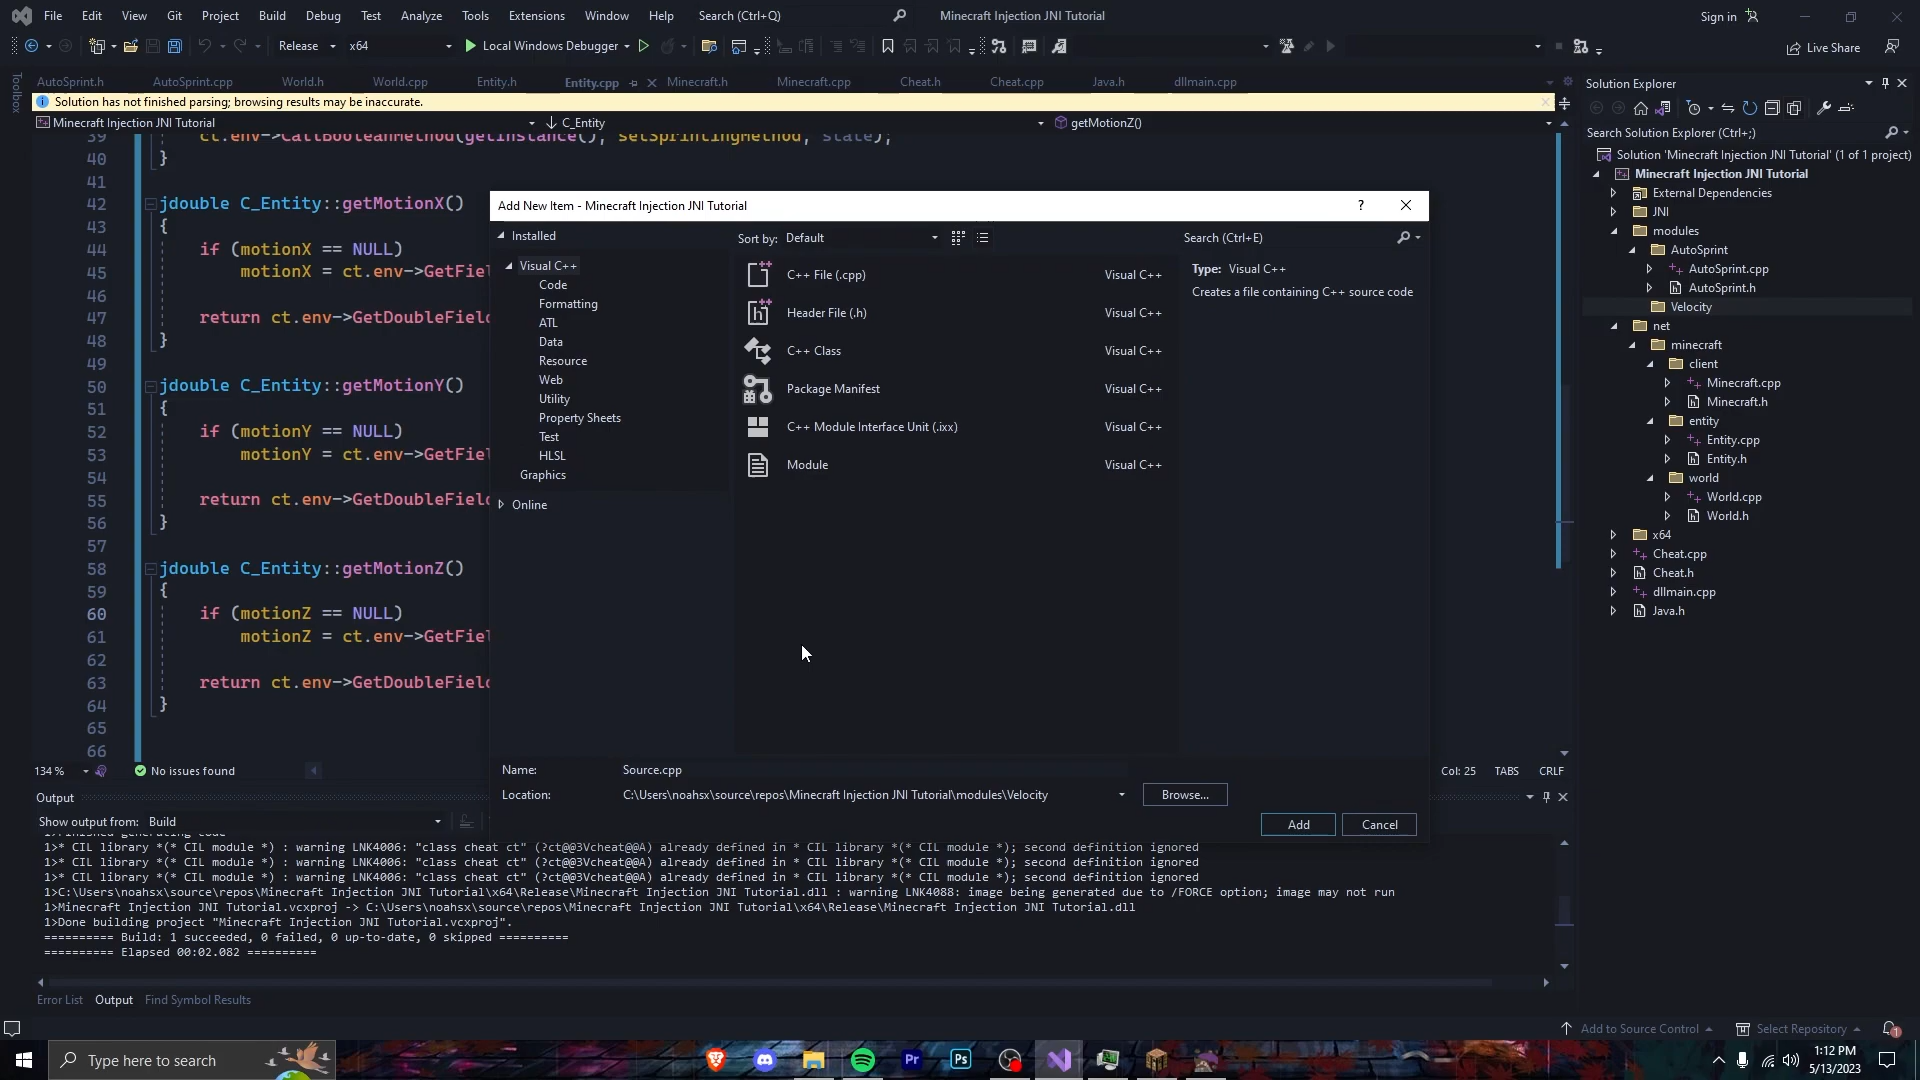 File Edit View Git Project Build Debug Test Analyze Tools Extensions Window Help Search (Ctrl+Q) Minecraft Injection JNI Tutorial Sign in
Release x64 Local Windows Debugger Live Share
Toolbox
AutoSprint.h AutoSprint.cpp World.h World.cpp Entity.h Entity.cpp Minecraft.h Minecraft.cpp Cheat.h Cheat.cpp Java.h dllmain.cpp
Solution has not finished parsing; browsing results may be inaccurate.
Minecraft Injection JNI Tutorial C_Entity getMotionZ()
39 ct.env->CallBooleanMethod(getInstance(), setSprintingMethod, state);
40 }
41
42 jdouble C_Entity::getMotionX()
43 {
44 if (motionX == NULL)
45 motionX = ct.env->GetFiel
46
47 return ct.env->GetDoubleField
48 }
49
50 jdouble C_Entity::getMotionY()
51 {
52 if (motionY == NULL)
53 motionY = ct.env->GetFiel
54
55 return ct.env->GetDoubleField
56 }
57
58 jdouble C_Entity::getMotionZ()
59 {
60 if (motionZ == NULL)
61 motionZ = ct.env->GetFiel
62
63 return ct.env->GetDoubleField
64 }
65
66
134 % No issues found Col: 25 TABS CRLF
Add New Item - Minecraft Injection JNI Tutorial ?
Installed
Visual C++
Code
Formatting
ATL
Data
Resource
Web
Utility
Property Sheets
Test
HLSL
Graphics
Online
Sort by: Default
C++ File (.cpp) Visual C++
Header File (.h) Visual C++
C++ Class Visual C++
Package Manifest Visual C++
C++ Module Interface Unit (.ixx) Visual C++
Module Visual C++
Search (Ctrl+E)
Type: Visual C++
Creates a file containing C++ source code
Name: Source.cpp
Location: C:\Users\noahsx\source\repos\Minecraft Injection JNI Tutorial\modules\Velocity Browse...
Add Cancel
Solution Explorer
Search Solution Explorer (Ctrl+;)
Solution 'Minecraft Injection JNI Tutorial' (1 of 1 project)
Minecraft Injection JNI Tutorial
External Dependencies
JNI
modules
AutoSprint
AutoSprint.cpp
AutoSprint.h
Velocity
net
minecraft
client
Minecraft.cpp
Minecraft.h
entity
Entity.cpp
Entity.h
world
World.cpp
World.h
x64
Cheat.cpp
Cheat.h
dllmain.cpp
Java.h
Output
Show output from: Build
1>Finished generating code
1>* CIL library *(* CIL module *) : warning LNK4006: "class cheat ct" (?ct@@3Vcheat@@A) already defined in * CIL library *(* CIL module *); second definition ignored
1>* CIL library *(* CIL module *) : warning LNK4006: "class cheat ct" (?ct@@3Vcheat@@A) already defined in * CIL library *(* CIL module *); second definition ignored
1>* CIL library *(* CIL module *) : warning LNK4006: "class cheat ct" (?ct@@3Vcheat@@A) already defined in * CIL library *(* CIL module *); second definition ignored
1>C:\Users\noahsx\source\repos\Minecraft Injection JNI Tutorial\x64\Release\Minecraft Injection JNI Tutorial.dll : warning LNK4088: image being generated due to /FORCE option; image may not run
1>Minecraft Injection JNI Tutorial.vcxproj -> C:\Users\noahsx\source\repos\Minecraft Injection JNI Tutorial\x64\Release\Minecraft Injection JNI Tutorial.dll
1>Done building project "Minecraft Injection JNI Tutorial.vcxproj".
========== Build: 1 succeeded, 0 failed, 0 up-to-date, 0 skipped ==========
========== Elapsed 00:02.082 ==========
Error List Output Find Symbol Results
Add to Source Control Select Repository 1
Type here to search Pr Ps 1:12 PM
5/13/2023